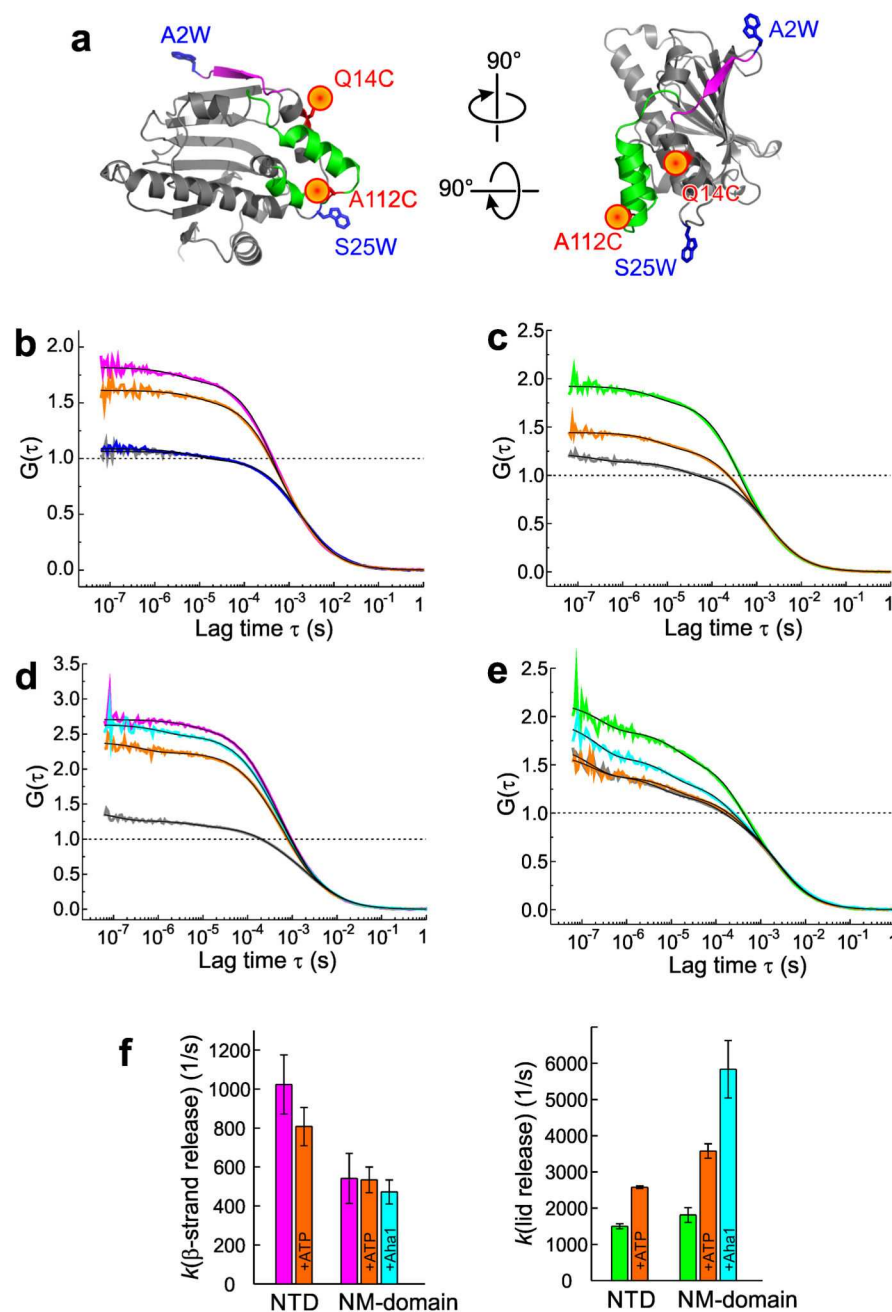 a
A2W
Q14C
A112C
S25W
90°
90°
A2W
Q14C
A112C
S25W
b
G(τ)
2.0
1.5
1.0
0.5
0.0
10⁻⁷ 10⁻⁶ 10⁻⁵ 10⁻⁴ 10⁻³ 10⁻² 10⁻¹ 1
Lag time τ (s)
c
G(τ)
2.5
2.0
1.5
1.0
0.5
0.0
10⁻⁷ 10⁻⁶ 10⁻⁵ 10⁻⁴ 10⁻³ 10⁻² 10⁻¹ 1
Lag time τ (s)
d
G(τ)
3.5
3.0
2.5
2.0
1.5
1.0
0.5
0.0
10⁻⁷ 10⁻⁶ 10⁻⁵ 10⁻⁴ 10⁻³ 10⁻² 10⁻¹ 1
Lag time τ (s)
e
G(τ)
2.5
2.0
1.5
1.0
0.5
0.0
10⁻⁷ 10⁻⁶ 10⁻⁵ 10⁻⁴ 10⁻³ 10⁻² 10⁻¹ 1
Lag time τ (s)
f
k(β-strand release) (1/s)
1200
1000
800
600
400
200
0
+ATP
+ATP
+Aha1
NTD NM-domain
k(lid release) (1/s)
7000
6000
5000
4000
3000
2000
1000
0
+ATP
+ATP
+Aha1
NTD NM-domain